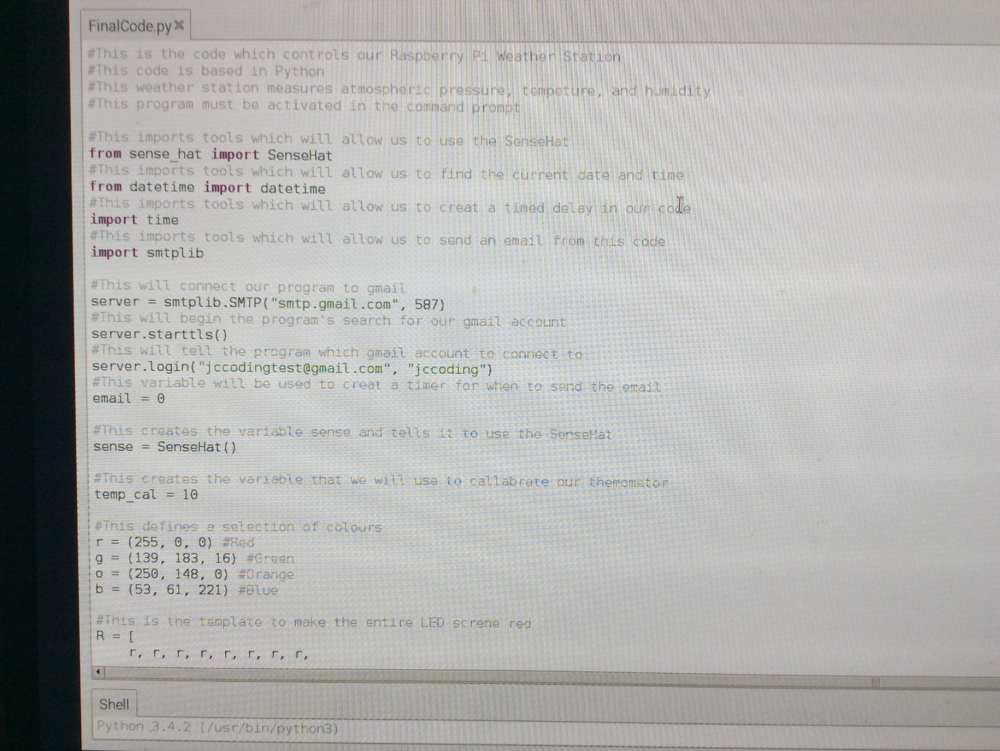 FinalCode.py
#This is the code which controls our Raspberry Pi Weather Station
#This code is based in Python
#This weather station measures atmospheric pressure, tempeture, and humidity
#This program must be activated in the command prompt
#This imports tools which will allow us to use the SenseHat
from sense_hat import SenseHat
#This imports tools which will allow us to find the current date and time
from datetime import datetime
#This imports tools which will allow us to creat a timed delay in our code
import time
#This imports tools which will allow us to send an email from this code
import smtplib
#This will connect our program to gmail
server = smtplib.SMTP("smtp.gmail.com", 587)
#This will begin the program's search for our gmail account
server.starttls()
#This will tell the program which gmail account to connect to
server.login("jccodingtest@gmail.com", "jccoding")
#This variable will be used to creat a timer for when to send the email
email = 0
#This creates the variable sense and tells it to use the SenseHat
sense = SenseHat()
#This creates the variable that we will use to callabrate our themometor
temp_cal = 10
#This defines a selection of colours
r = (255, 0, 0) #Red
g = (139, 183, 16) #Green
o = (250, 148, 0) #Orange
b = (53, 61, 221) #Blue
#This is the template to make the entire LED screne red
R = [
r, r, r, r, r, r, r, r,
Shell
Python 3.4.2 (/usr/bin/python3)